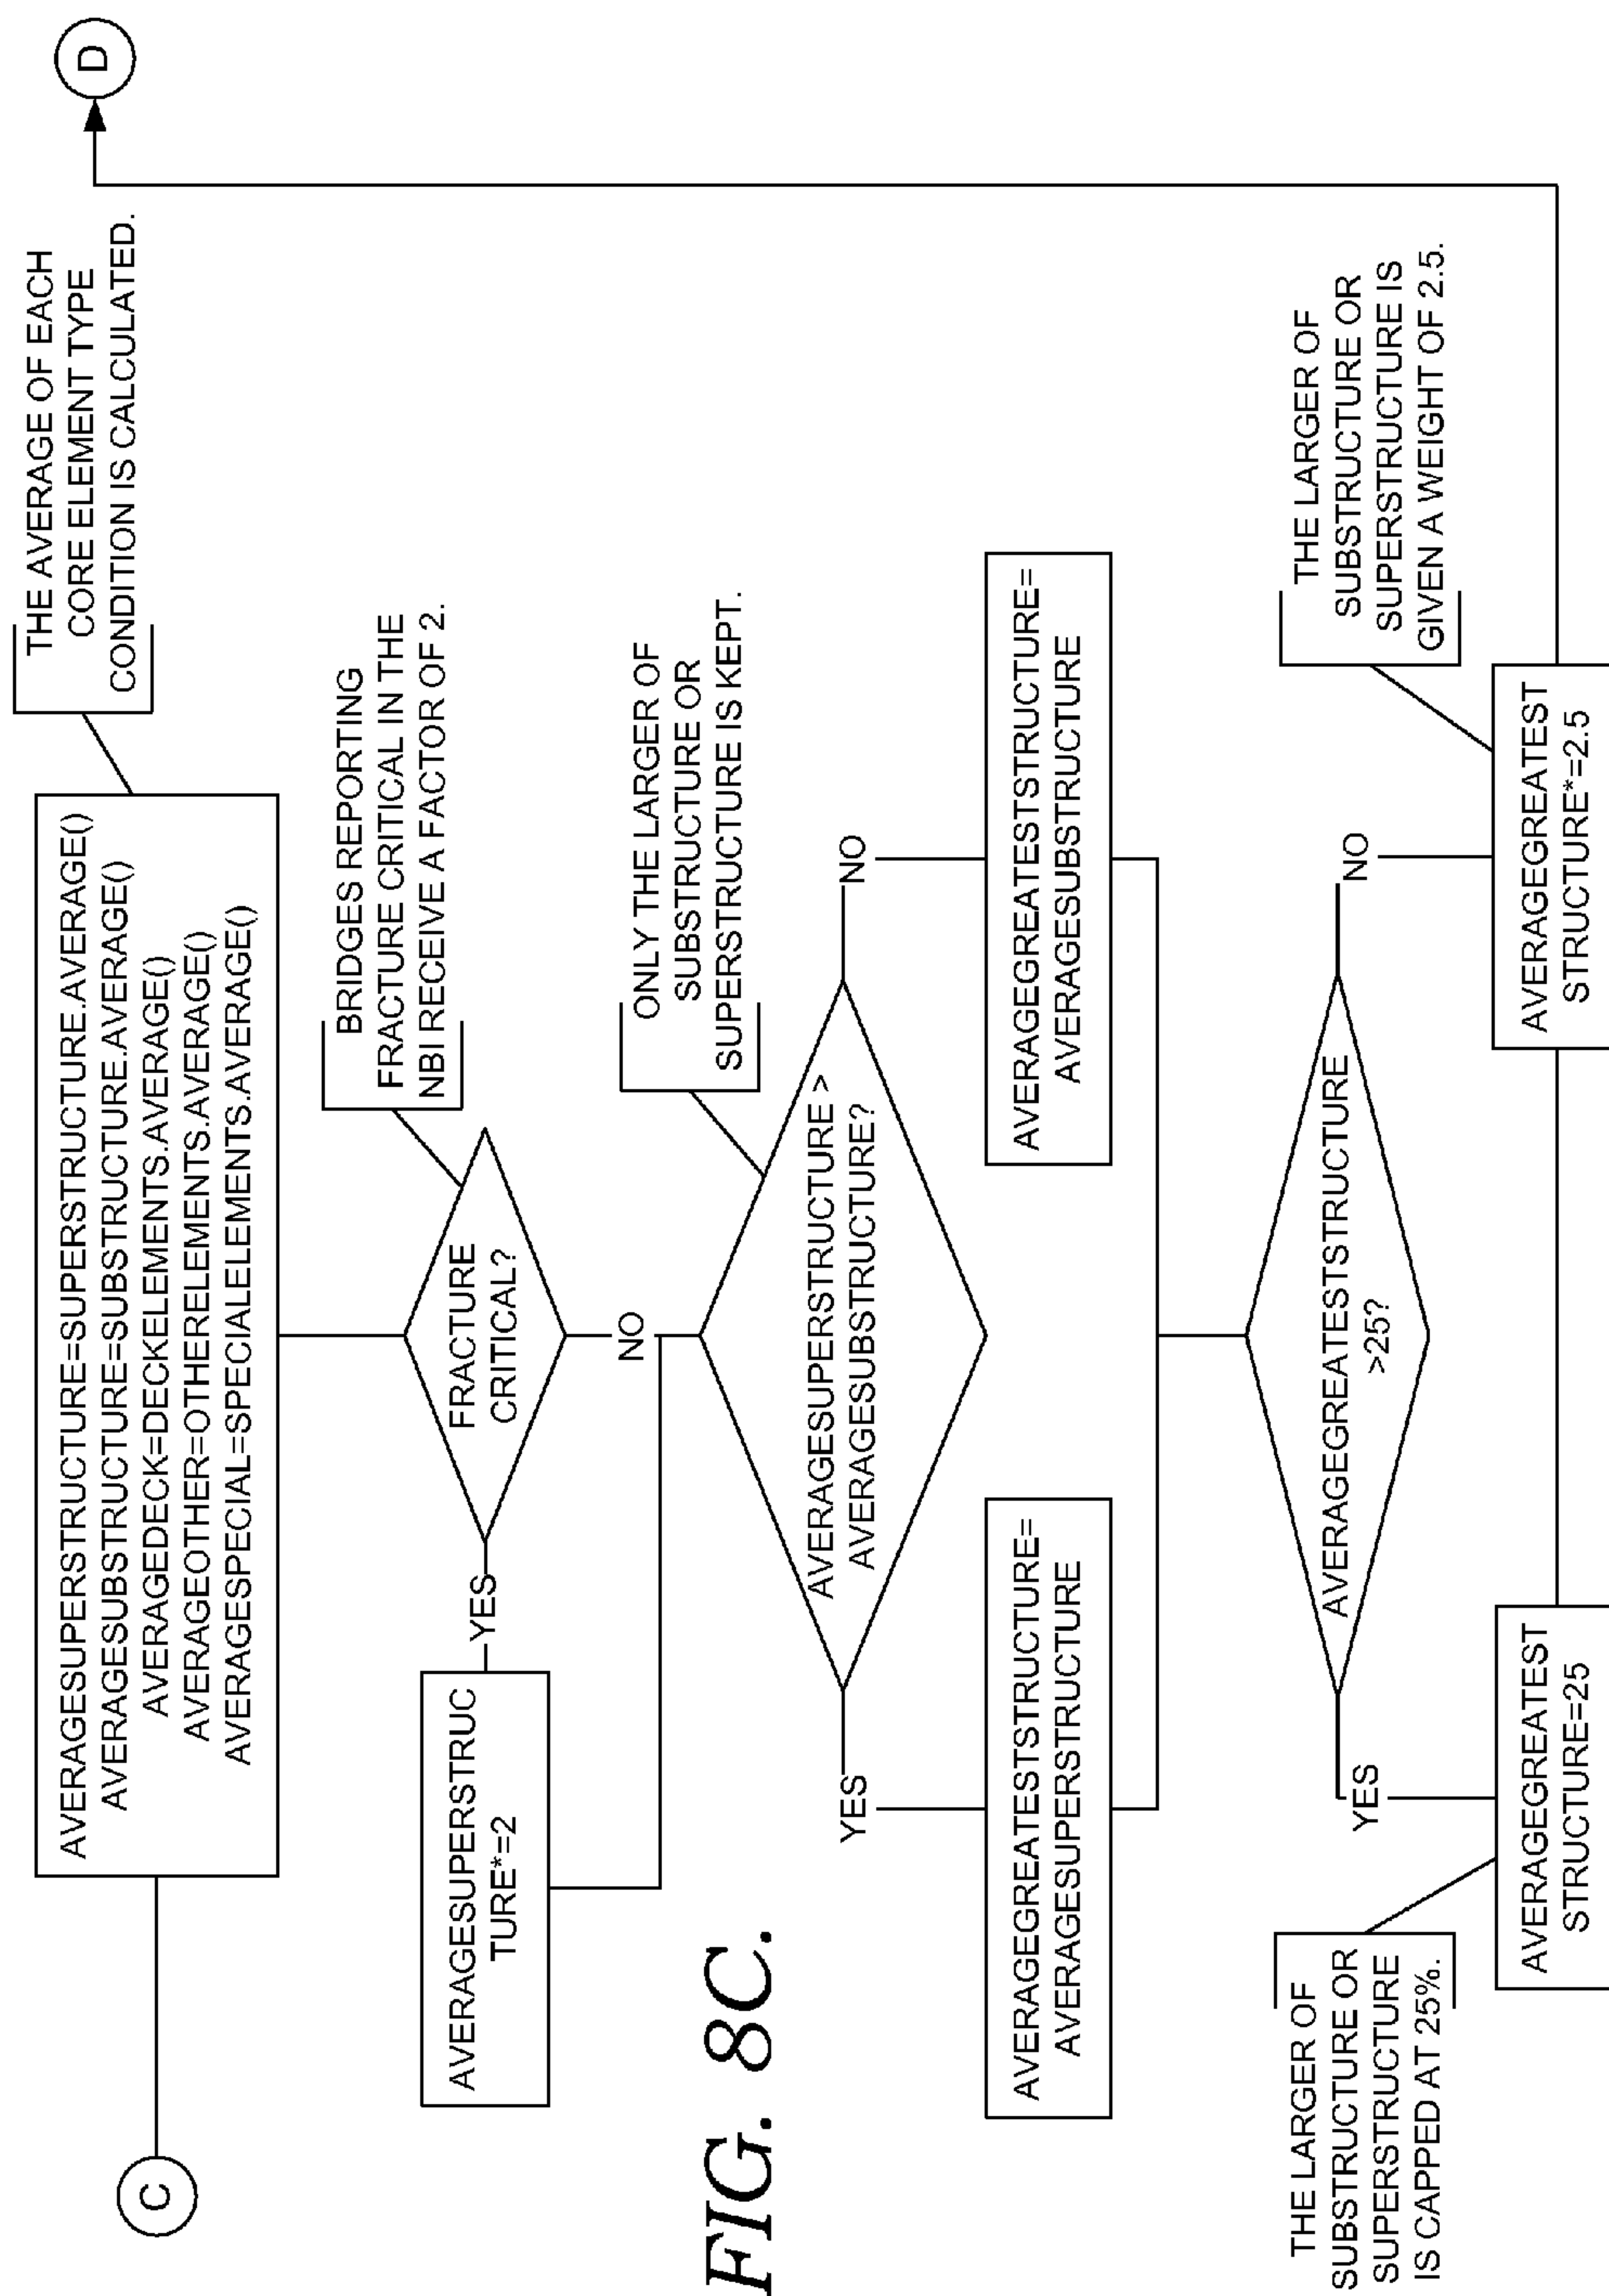 C
AVERAGESUPERSTRUCTURE=SUPERSTRUCTURE.AVERAGE()
AVERAGESUBSTRUCTURE=SUBSTRUCTURE.AVERAGE()
AVERAGEDECK=DECKELEMENTS.AVERAGE()
AVERAGEOTHER=OTHERELEMENTS.AVERAGE()
AVERAGESPECIAL=SPECIALELEMENTS.AVERAGE()
THE AVERAGE OF EACH
CORE ELEMENT TYPE
CONDITION IS CALCULATED.
D
FRACTURE
CRITICAL?
BRIDGES REPORTING
FRACTURE CRITICAL IN THE
NBI RECEIVE A FACTOR OF 2.
YES
AVERAGESUPERSTRUC
TURE*=2
NO
AVERAGESUPERSTRUCTURE >
AVERAGESUBSTRUCTURE?
ONLY THE LARGER OF
SUBSTRUCTURE OR
SUPERSTRUCTURE IS KEPT.
YES
NO
AVERAGEGREATESTSTRUCTURE=
AVERAGESUPERSTRUCTURE
AVERAGEGREATESTSTRUCTURE=
AVERAGESUBSTRUCTURE
AVERAGEGREATESTSTRUCTURE
>25?
YES
NO
THE LARGER OF
SUBSTRUCTURE OR
SUPERSTRUCTURE
IS CAPPED AT 25%.
AVERAGEGREATEST
STRUCTURE=25
AVERAGEGREATEST
STRUCTURE*=2.5
THE LARGER OF
SUBSTRUCTURE OR
SUPERSTRUCTURE IS
GIVEN A WEIGHT OF 2.5.
FIG. 8C.